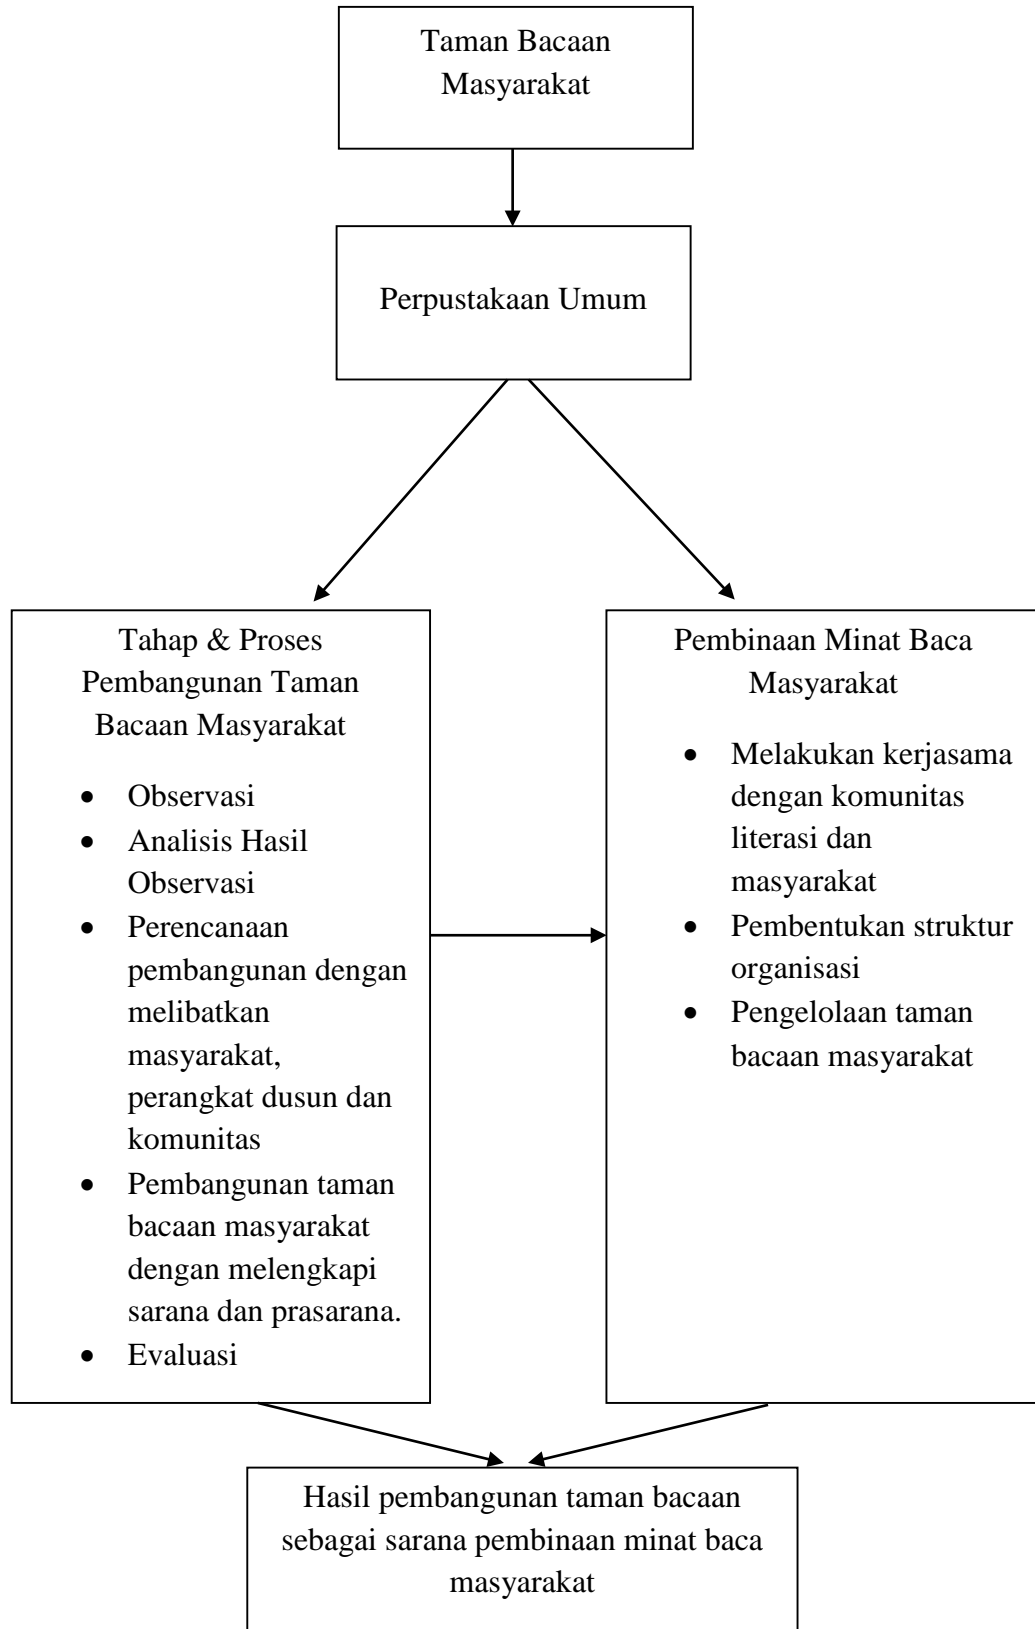 Taman Bacaan
Masyarakat
Perpustakaan Umum
Tahap & Proses
Pembangunan Taman
Bacaan Masyarakat
• Observasi
• Analisis Hasil
Observasi
• Perencanaan
pembangunan dengan
melibatkan
masyarakat,
perangkat dusun dan
komunitas
• Pembangunan taman
bacaan masyarakat
dengan melengkapi
sarana dan prasarana.
• Evaluasi
Pembinaan Minat Baca
Masyarakat
• Melakukan kerjasama
dengan komunitas
literasi dan
masyarakat
• Pembentukan struktur
organisasi
• Pengelolaan taman
bacaan masyarakat
Hasil pembangunan taman bacaan
sebagai sarana pembinaan minat baca
masyarakat